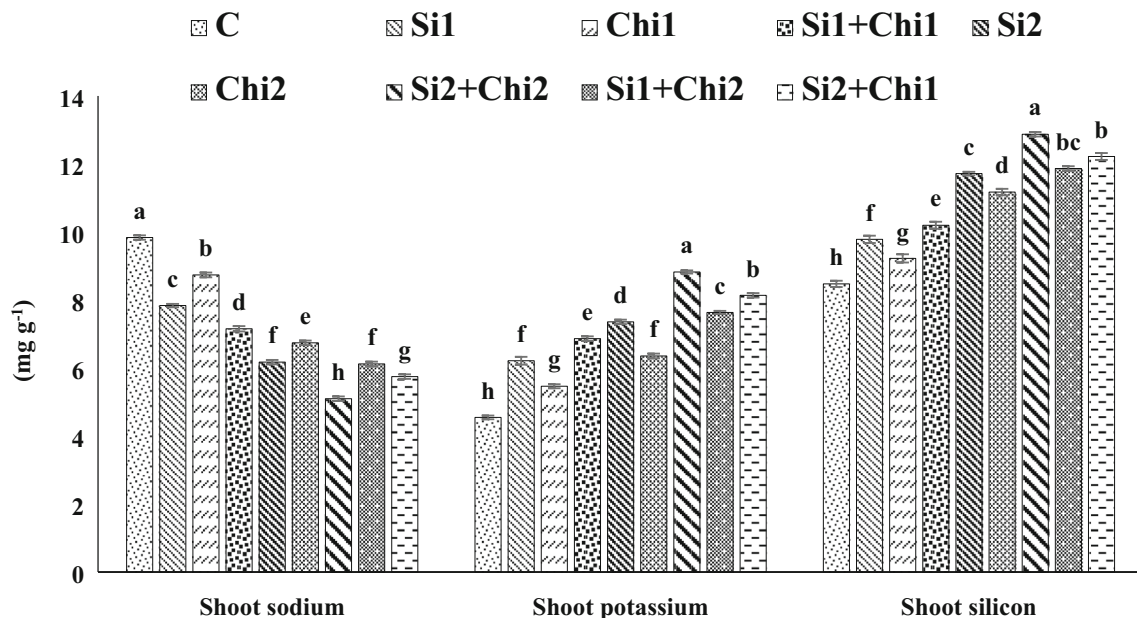 C Si1 Chi1 Si1+Chi1 Si2
Chi2 Si2+Chi2 Si1+Chi2 Si2+Chi1
(mg g-1)
14
12
10
8
6
4
2
0
a c b d f e h f g
h f g e d f a c b
h f g e c d a bc b
Shoot sodium Shoot potassium Shoot silicon